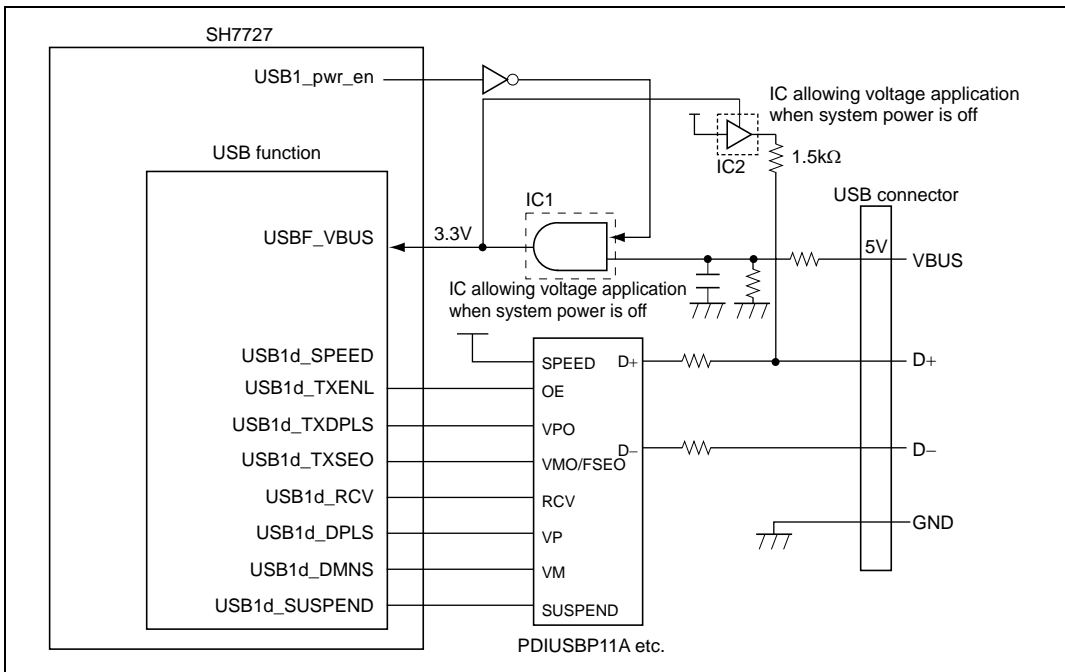 SH7727
USB1_pwr_en
IC allowing voltage application
when system power is off
IC2
1.5kΩ
USB function
USB connector
IC1
USBF_VBUS
3.3V
5V
VBUS
IC allowing voltage application
when system power is off
USB1d_SPEED
SPEED
D+
D+
USB1d_TXENL
OE
USB1d_TXDPLS
VPO
USB1d_TXSEO
VMO/FSEO
D−
D−
USB1d_RCV
RCV
USB1d_DPLS
VP
GND
USB1d_DMNS
VM
USB1d_SUSPEND
SUSPEND
PDIUSBP11A etc.